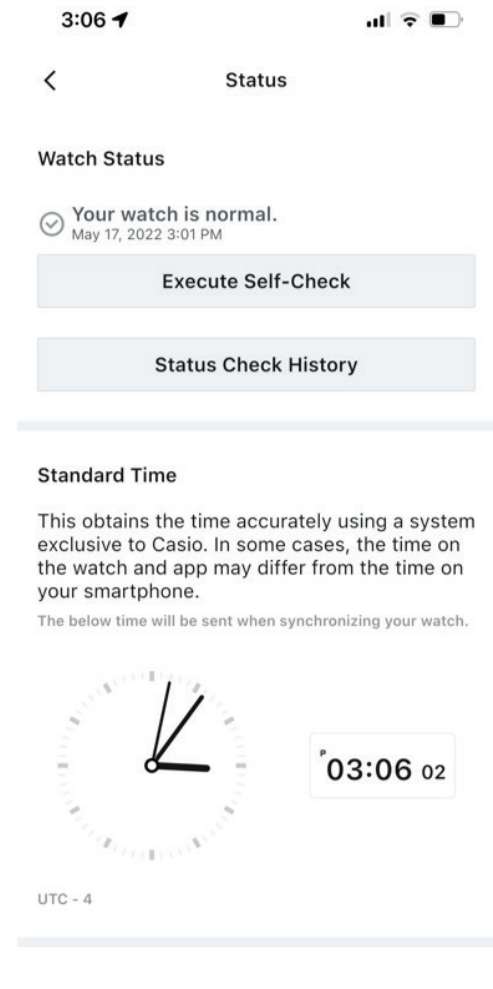 3:06
Status
Watch Status
Your watch is normal.
May 17, 2022 3:01 PM
Execute Self-Check
Status Check History
Standard Time
This obtains the time accurately using a system
exclusive to Casio. In some cases, the time on
the watch and app may differ from the time on
your smartphone.
The below time will be sent when synchronizing your watch.
P 03:06 02
UTC - 4